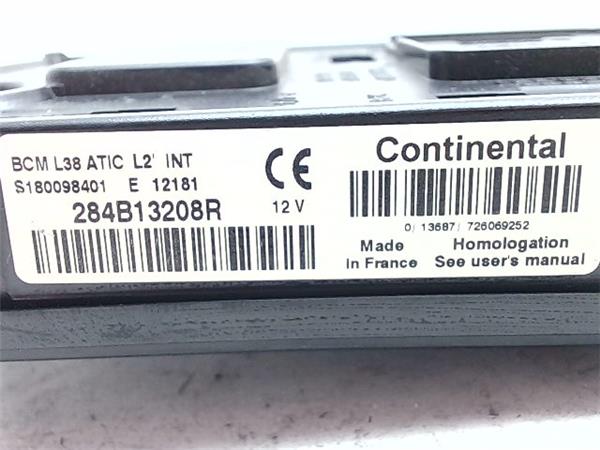 BCM L38 ATIC L2' INT
S180098401 E 12181
284B13208R
12 V
CE
Continental
0| 13687| 726069252
Made in France
Homologation
See user's manual